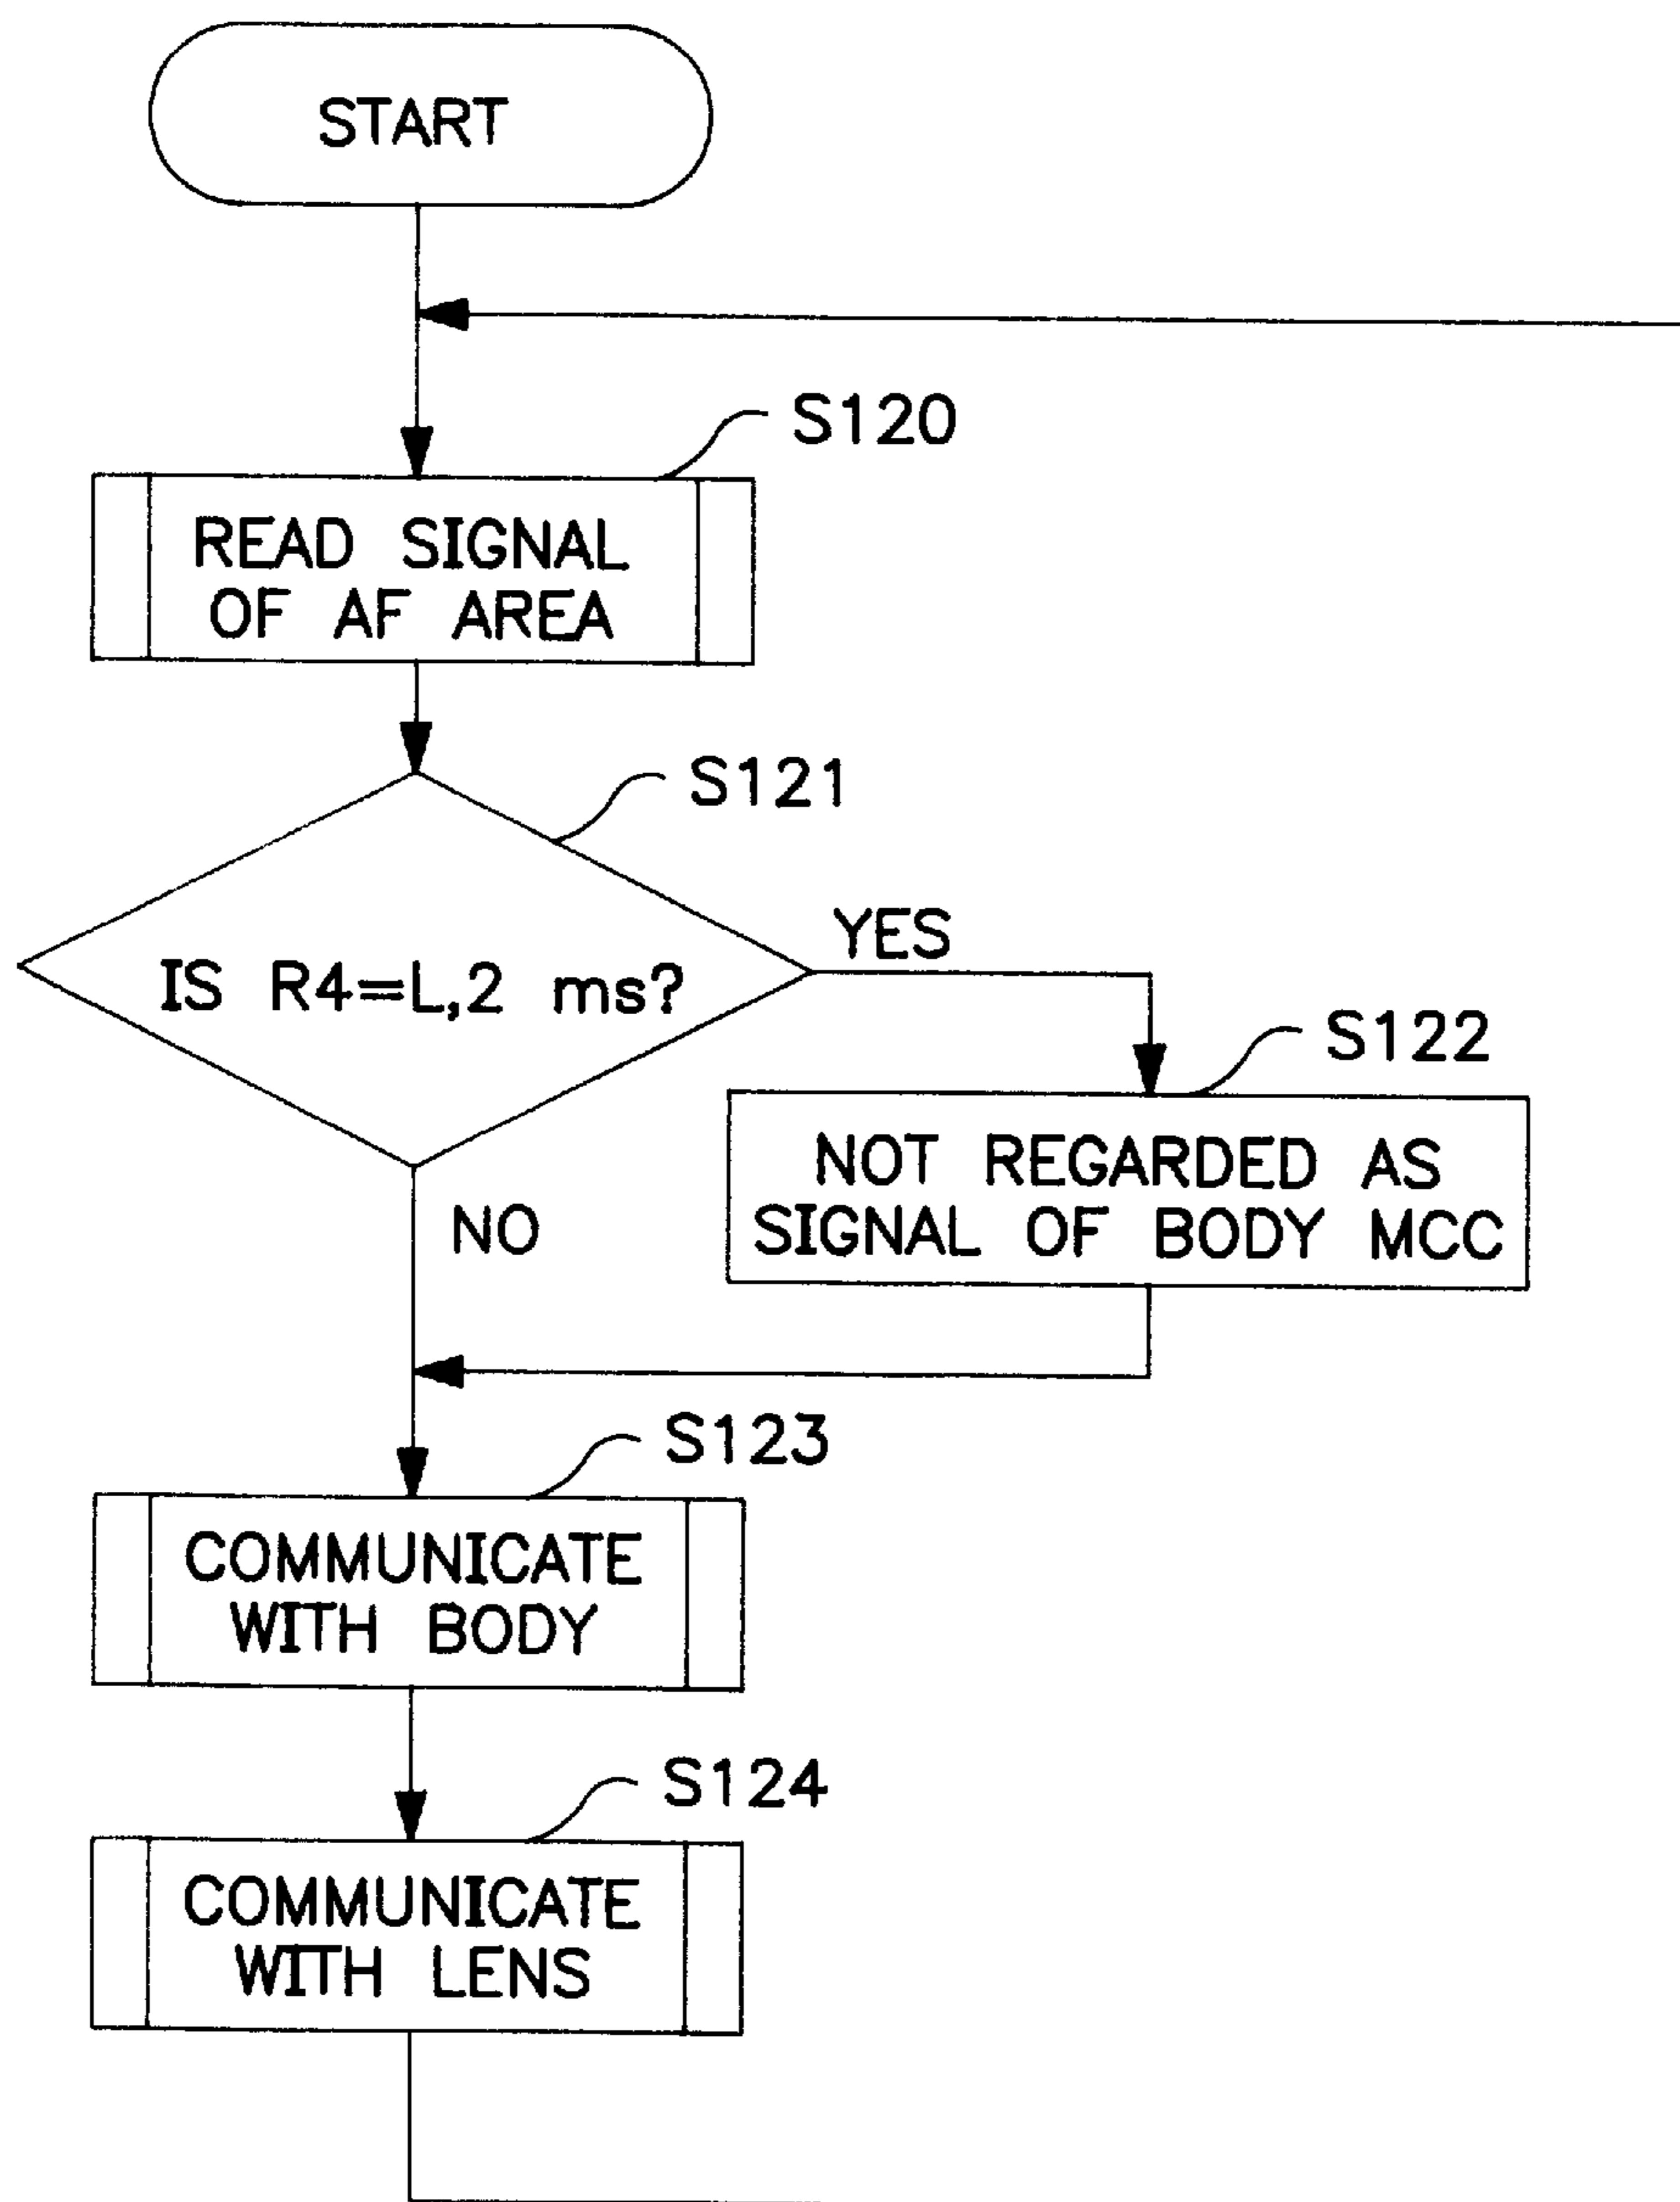 START
S120
READ SIGNAL
OF AF AREA
S121
IS R4=L,2 ms?
YES
S122
NOT REGARDED AS
SIGNAL OF BODY MCC
NO
S123
COMMUNICATE
WITH BODY
S124
COMMUNICATE
WITH LENS